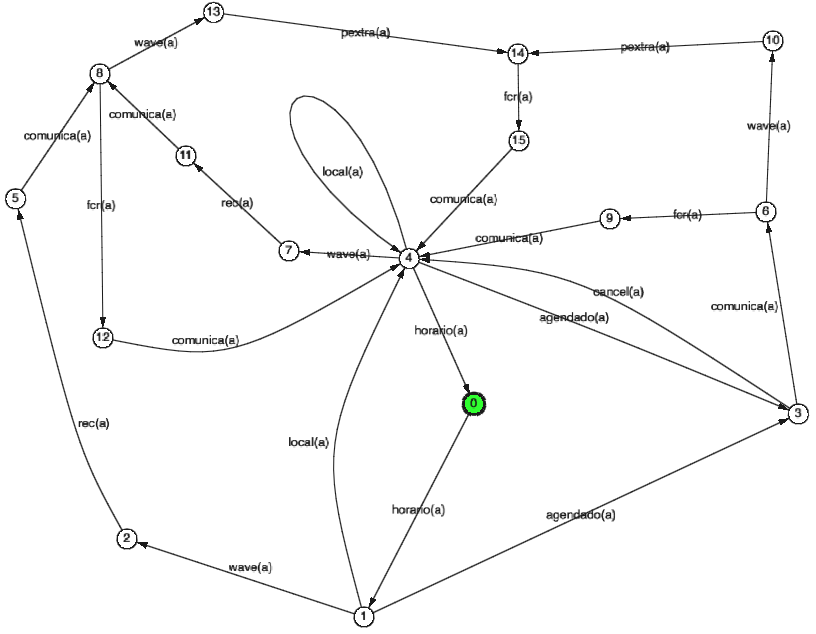 13
pextra(a)
wave(a)
10
14
pextra(a)
8
fcr(a)
comunica(a)
wave(a)
comunica(a)
15
11
local(a)
5
fcr(a)
rec(a)
comunica(a)
6
fcr(a)
9
comunica(a)
7
wave(a)
4
cancel(a)
comunica(a)
agendado(a)
horario(a)
12
comunica(a)
0
3
rec(a)
local(a)
horario(a)
agendado(a)
2
wave(a)
1